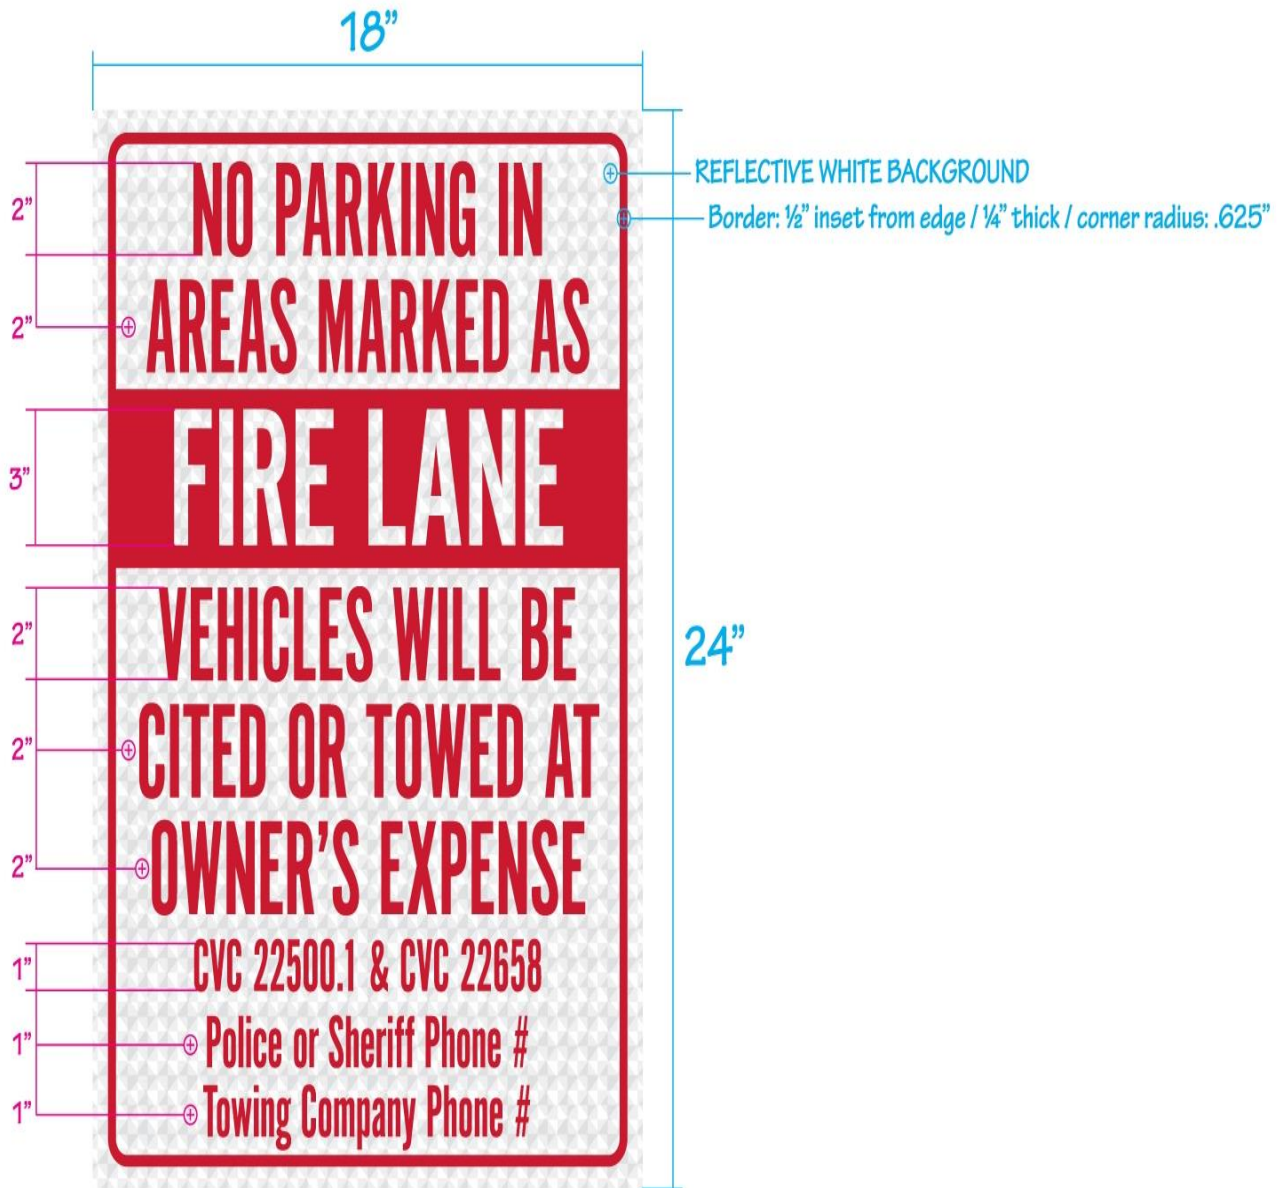 18”
REFLECTIVE WHITE BACKGROUND
Border: ½” inset from edge / ¼” thick / corner radius: .625”
2”
NO PARKING IN
2”
AREAS MARKED AS
3”
FIRE LANE
2”
VEHICLES WILL BE
24”
2”
CITED OR TOWED AT
2”
OWNER’S EXPENSE
1”
CVC 22500.1 & CVC 22658
1”
Police or Sheriff Phone #
1”
Towing Company Phone #